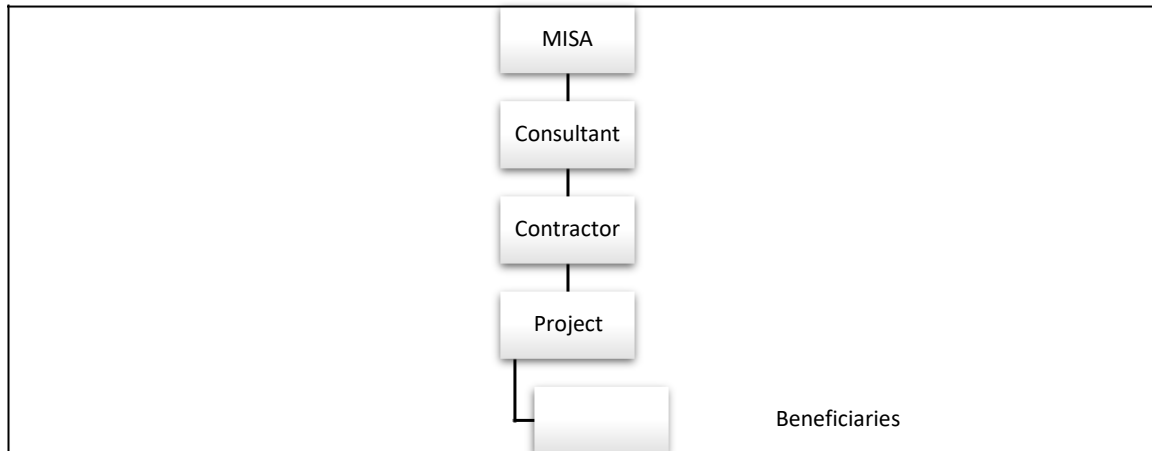 MISA
Consultant
Contractor
Project
Beneficiaries